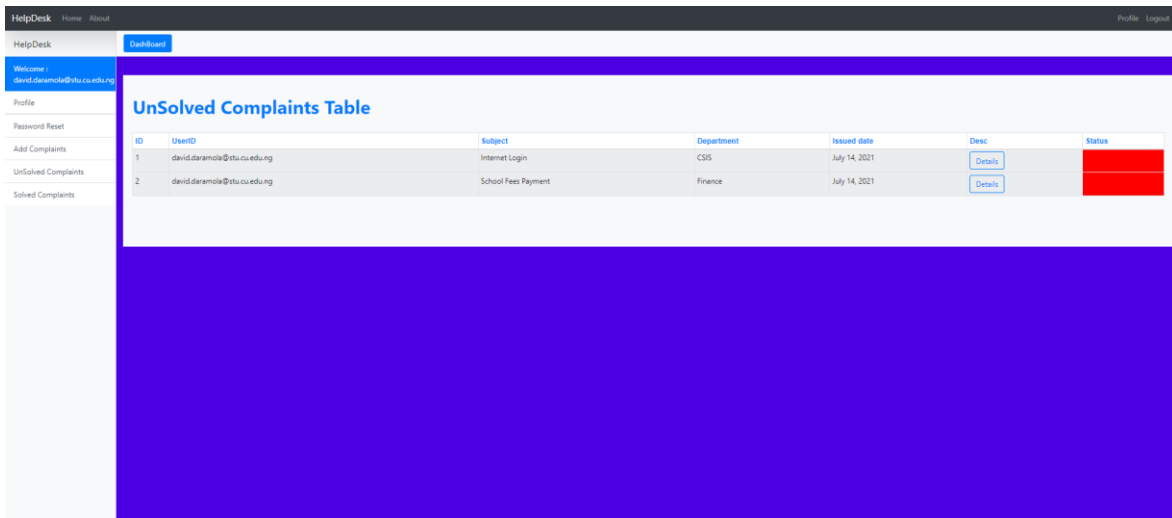 HelpDesk Home About Profile Logout
HelpDesk
DashBoard
Welcome :
david.daramola@stu.cu.edu.ng
Profile
Password Reset
Add Complaints
UnSolved Complaints
Solved Complaints
UnSolved Complaints Table
ID UserID Subject Department Issued date Desc Status
1 david.daramola@stu.cu.edu.ng Internet Login CSIS July 14, 2021 Details
2 david.daramola@stu.cu.edu.ng School Fees Payment Finance July 14, 2021 Details